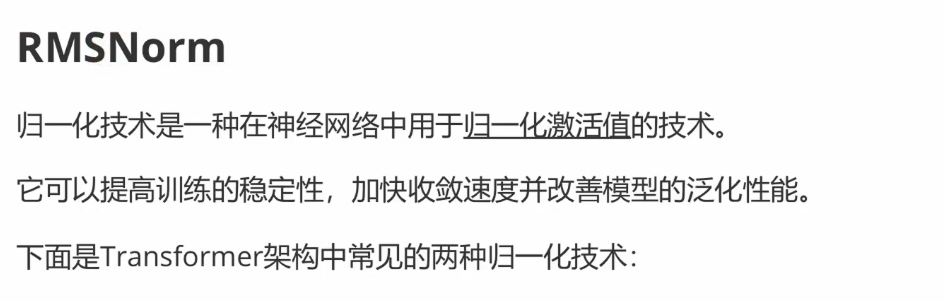 RMSNorm
归一化技术是一种在神经网络中用于归一化激活值的技术。
它可以提高训练的稳定性，加快收敛速度并改善模型的泛化性能。
下面是Transformer架构中常见的两种归一化技术：